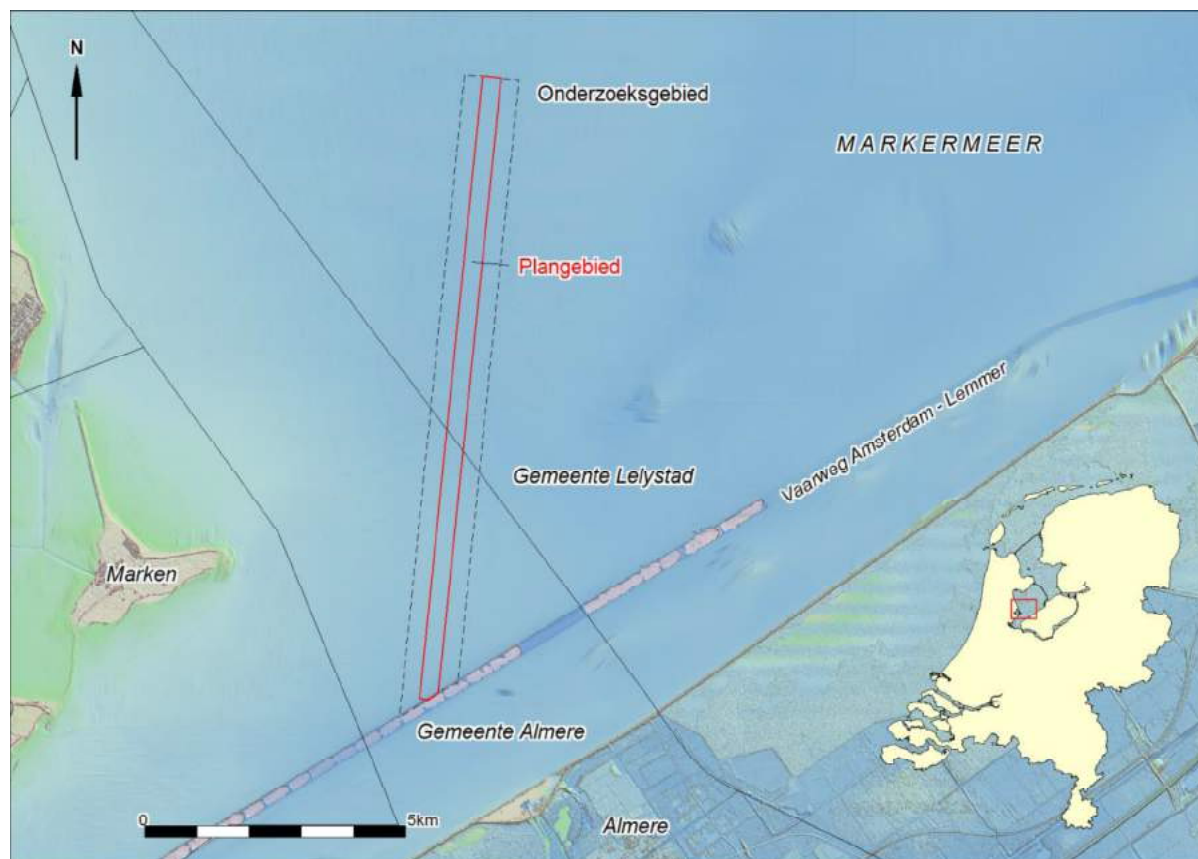 N
Onderzoeksgebied
MARKERMEER
Plangebied
Vaarweg Amsterdam - Lemmer
Gemeente Lelystad
Marken
Gemeente Almere
0
5km
Almere